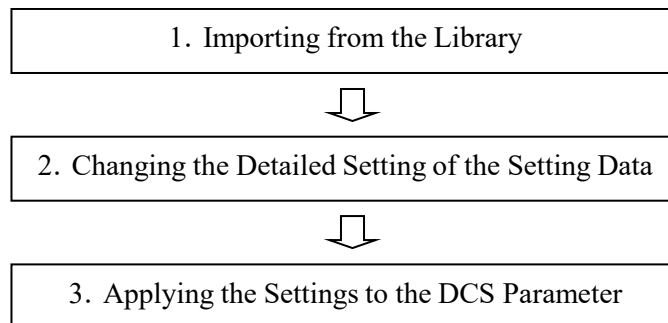 1. Importing from the Library
2. Changing the Detailed Setting of the Setting Data
3. Applying the Settings to the DCS Parameter